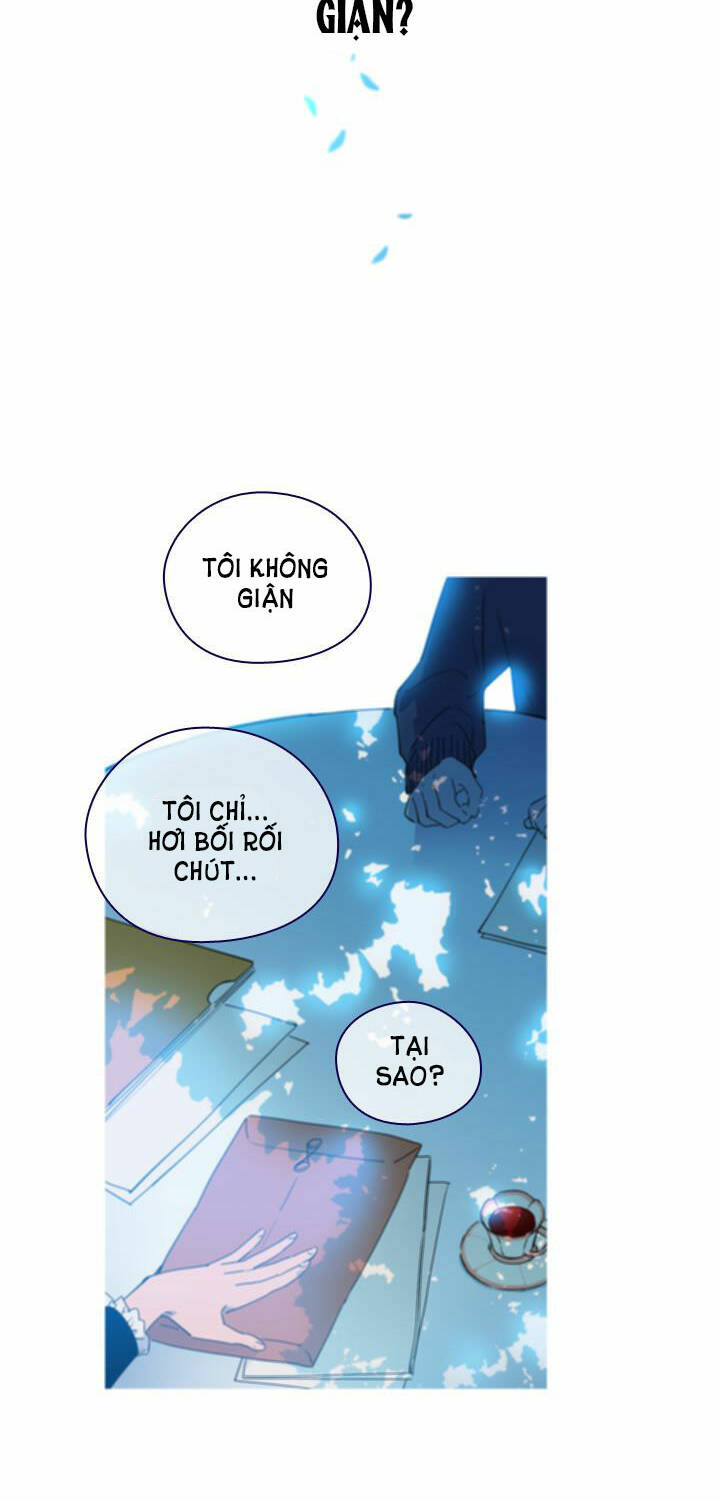 GIẬN?
TÔI KHÔNG
GIẬN
TÔI CHỈ...
HƠI BỐI RỐI
CHÚT...
TẠI
SAO?